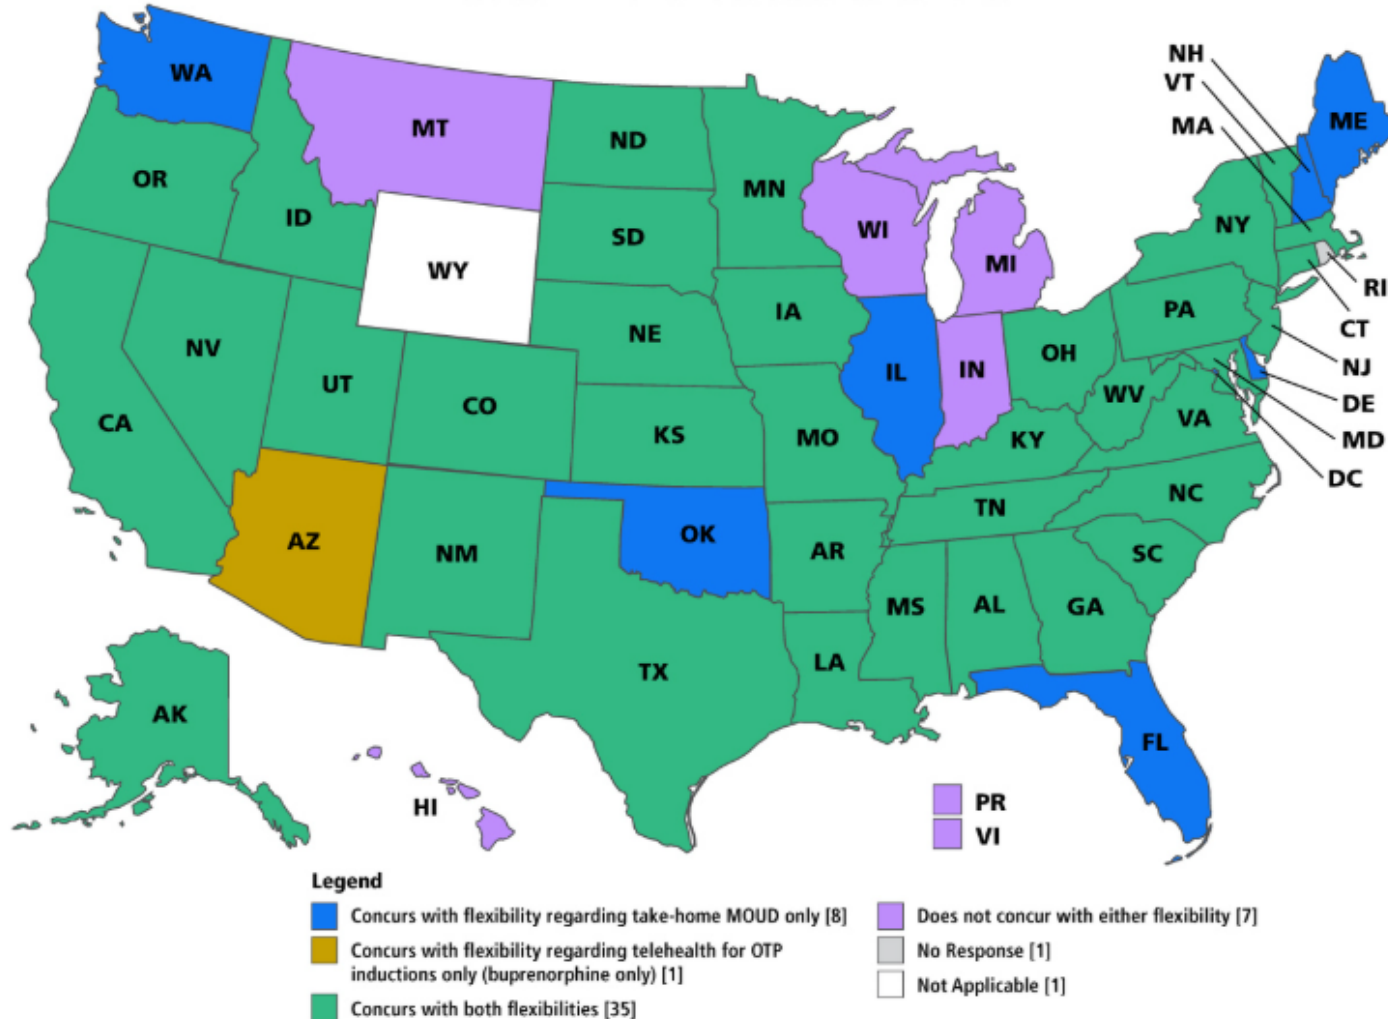 NH
VT
MA
WA
ME
MT
ND
OR
MN
ID
NY
WI
SD
MI
WY
RI
PA
IA
CT
NE
NV
OH
NJ
IL
IN
UT
WV
DE
CO
VA
CA
KS
MO
KY
MD
DC
NC
TN
OK
AZ
AR
NM
SC
MS
AL
GA
LA
TX
AK
FL
HI
PR
VI
Legend
Concurs with flexibility regarding take-home MOUD only [8]
Concurs with flexibility regarding telehealth for OTP
inductions only (buprenorphine only) [1]
Concurs with both flexibilities [35]
Does not concur with either flexibility [7]
No Response [1]
Not Applicable [1]